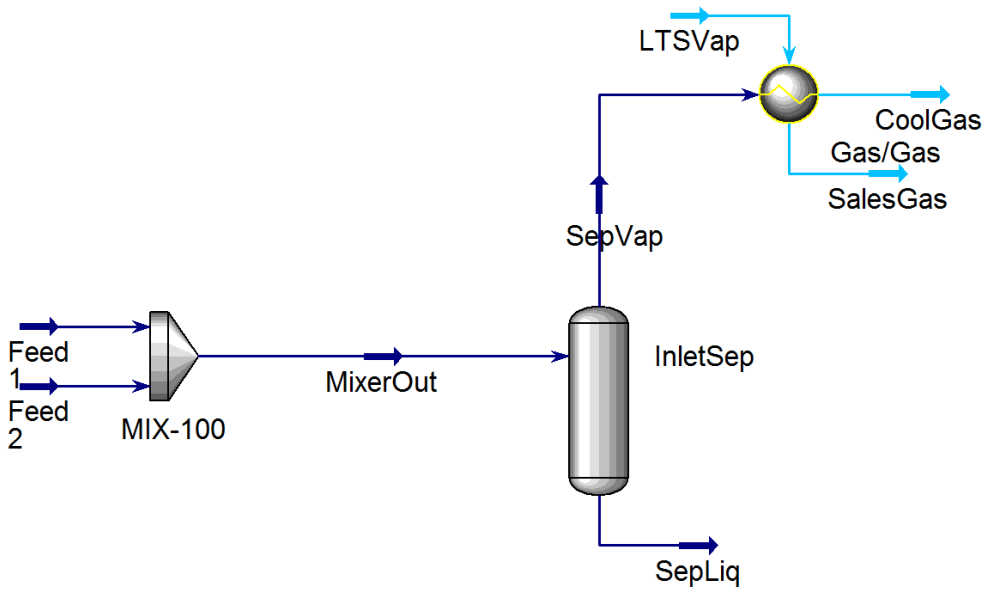 LTSVap
CoolGas
Gas/Gas
SalesGas
SepVap
Feed
1
MixerOut
InletSep
Feed
2
MIX-100
SepLiq